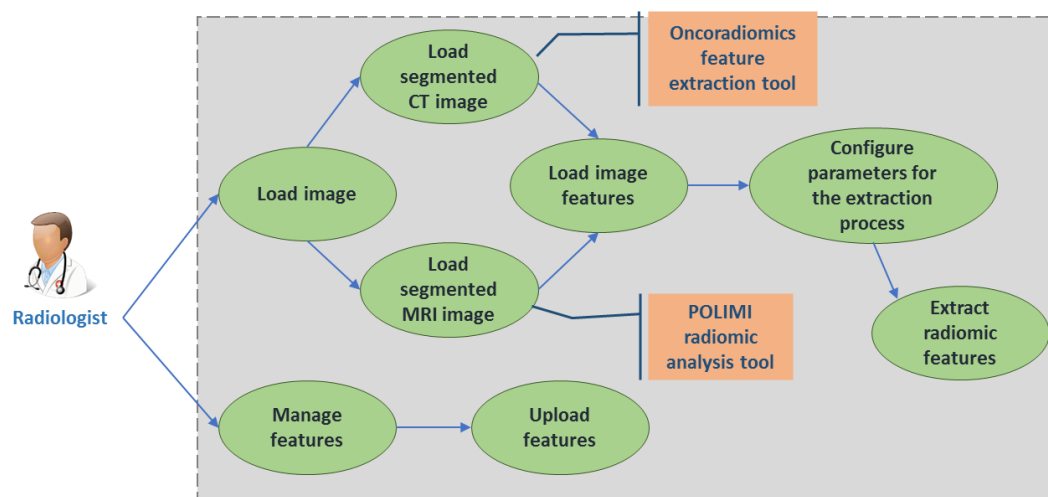 Load
segmented
CT image
Oncoradiomics
feature
extraction tool
Load image
Load image
features
Configure
parameters for
the extraction
process
Radiologist
Load
segmented
MRI image
POLIMI
radiomic
analysis tool
Extract
radiomic
features
Manage
features
Upload
features